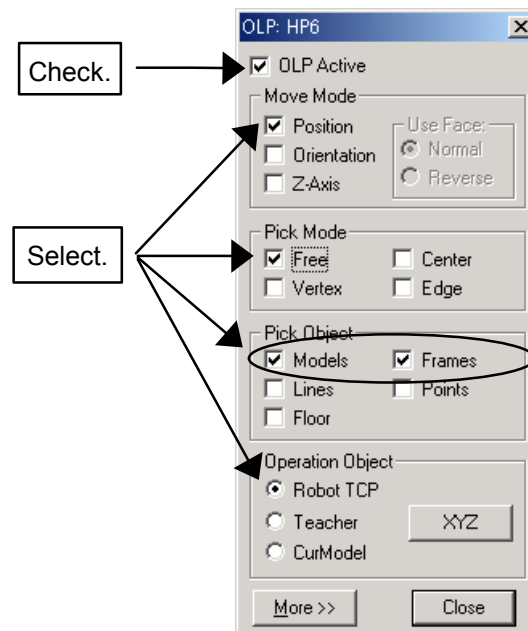 OLP: HP6
Check.
OLP Active
Move Mode
Position
Orientation
Z-Axis
Use Face:
Normal
Reverse
Select.
Pick Mode
Free
Center
Vertex
Edge
Pick Object
Models
Frames
Lines
Points
Floor
Operation Object
Robot TCP
Teacher
XYZ
CurModel
More >>
Close